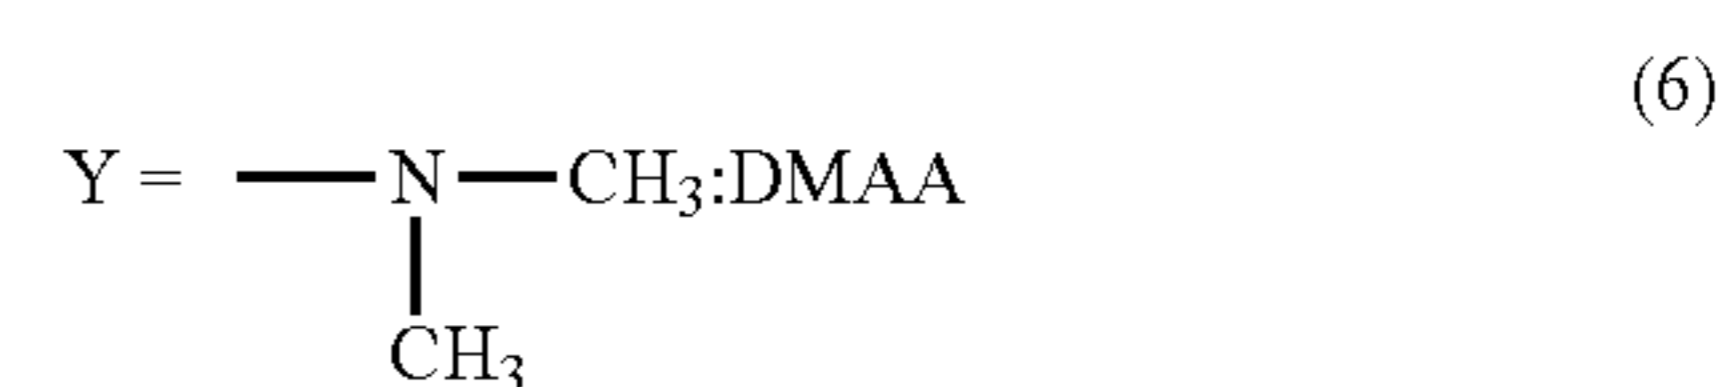 (6)
Y = —N—CH₃:DMAA
CH₃